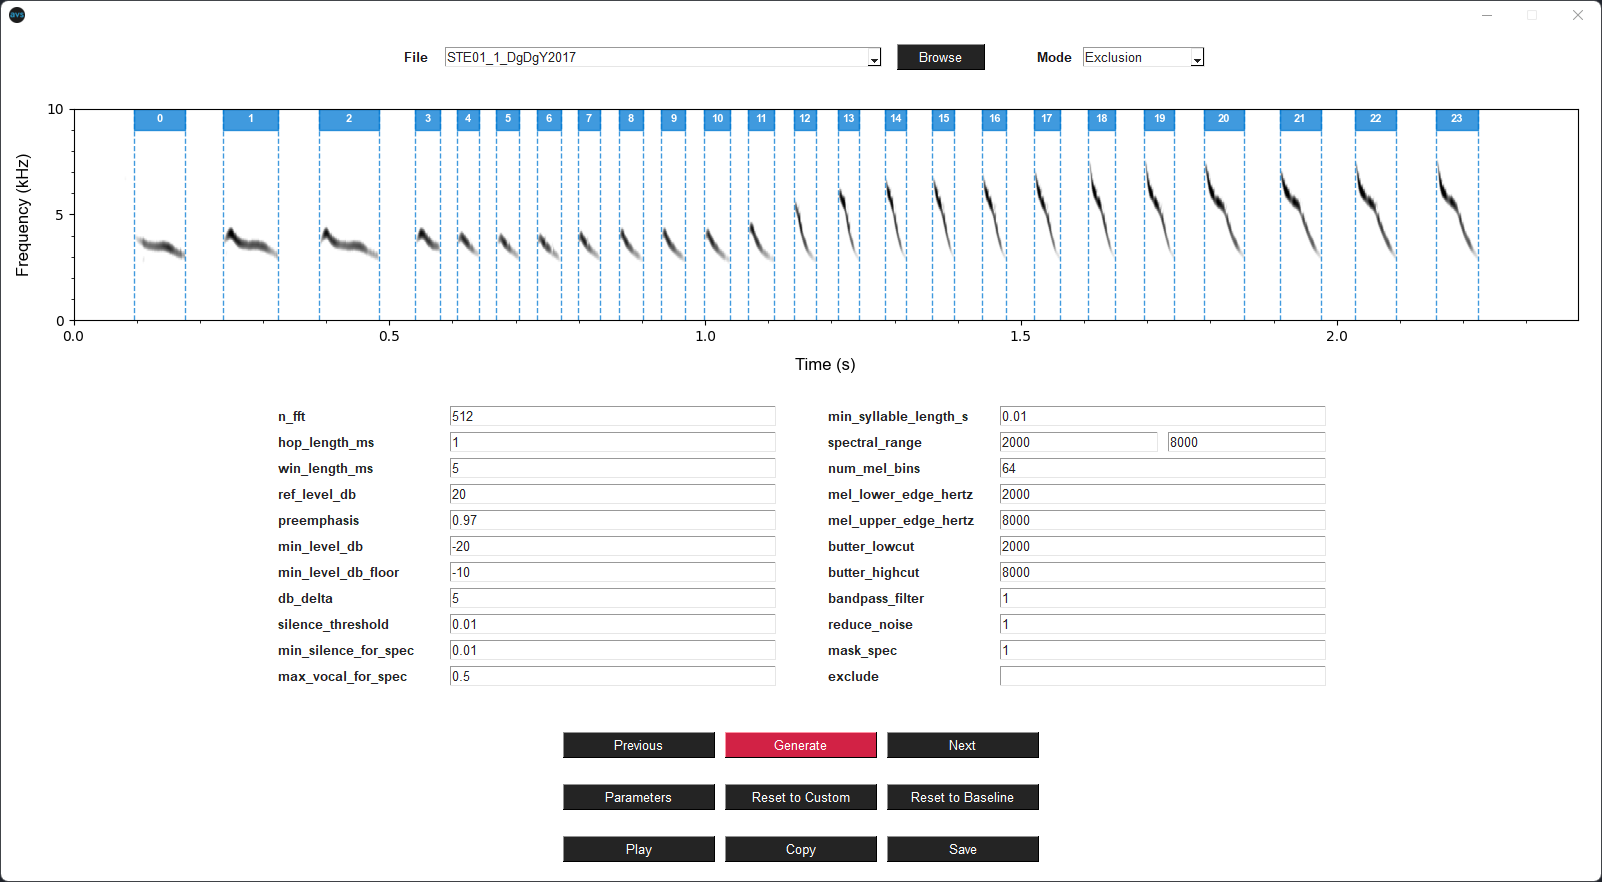 avs
File STE01_1_DgDgY2017 Browse Mode Exclusion
10
0 1 2 3 4 5 6 7 8 9 10 11 12 13 14 15 16 17 18 19 20 21 22 23
Frequency (kHz)
5
0
0.0 0.5 1.0 1.5 2.0
Time (s)
n_fft 512 min_syllable_length_s 0.01
hop_length_ms 1 spectral_range 2000 8000
win_length_ms 5 num_mel_bins 64
ref_level_db 20 mel_lower_edge_hertz 2000
preemphasis 0.97 mel_upper_edge_hertz 8000
min_level_db -20 butter_lowcut 2000
min_level_db_floor -10 butter_highcut 8000
db_delta 5 bandpass_filter 1
silence_threshold 0.01 reduce_noise 1
min_silence_for_spec 0.01 mask_spec 1
max_vocal_for_spec 0.5 exclude
Previous Generate Next
Parameters Reset to Custom Reset to Baseline
Play Copy Save